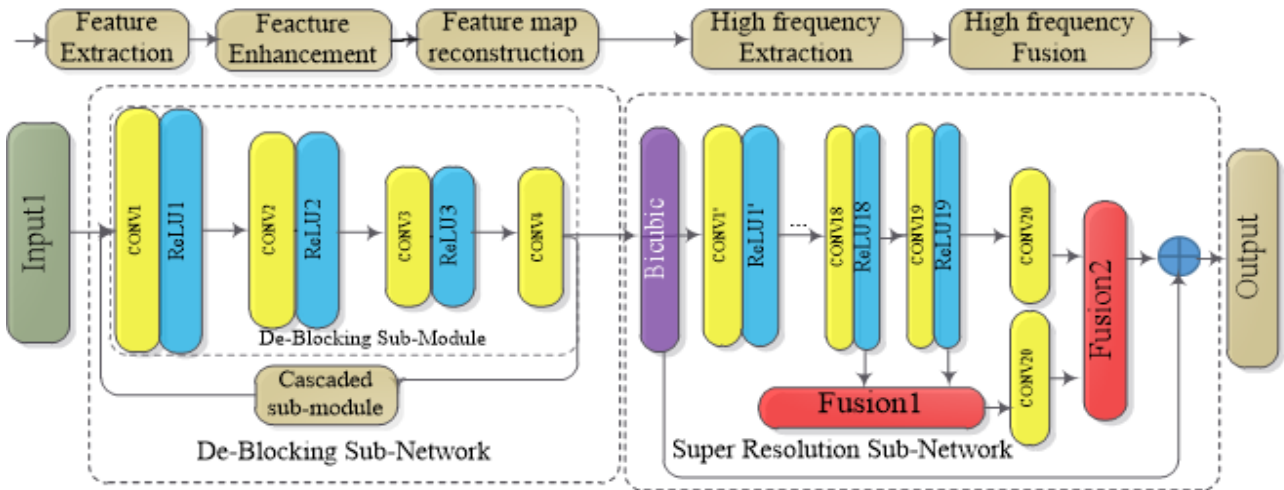 Feature
Extraction
Feacture
Enhancement
Feature map
reconstruction
High frequency
Extraction
High frequency
Fusion
Input1
CONV1
ReLU1
CONV2
ReLU2
CONV3
ReLU3
CONV4
De-Blocking Sub-Module
Cascaded
sub-module
De-Blocking Sub-Network
Bicubic
CONV1'
ReLU1'
...
CONV18
ReLU18
CONV19
ReLU19
CONV20
CONV20
Fusion1
Fusion2
Super Resolution Sub-Network
Output